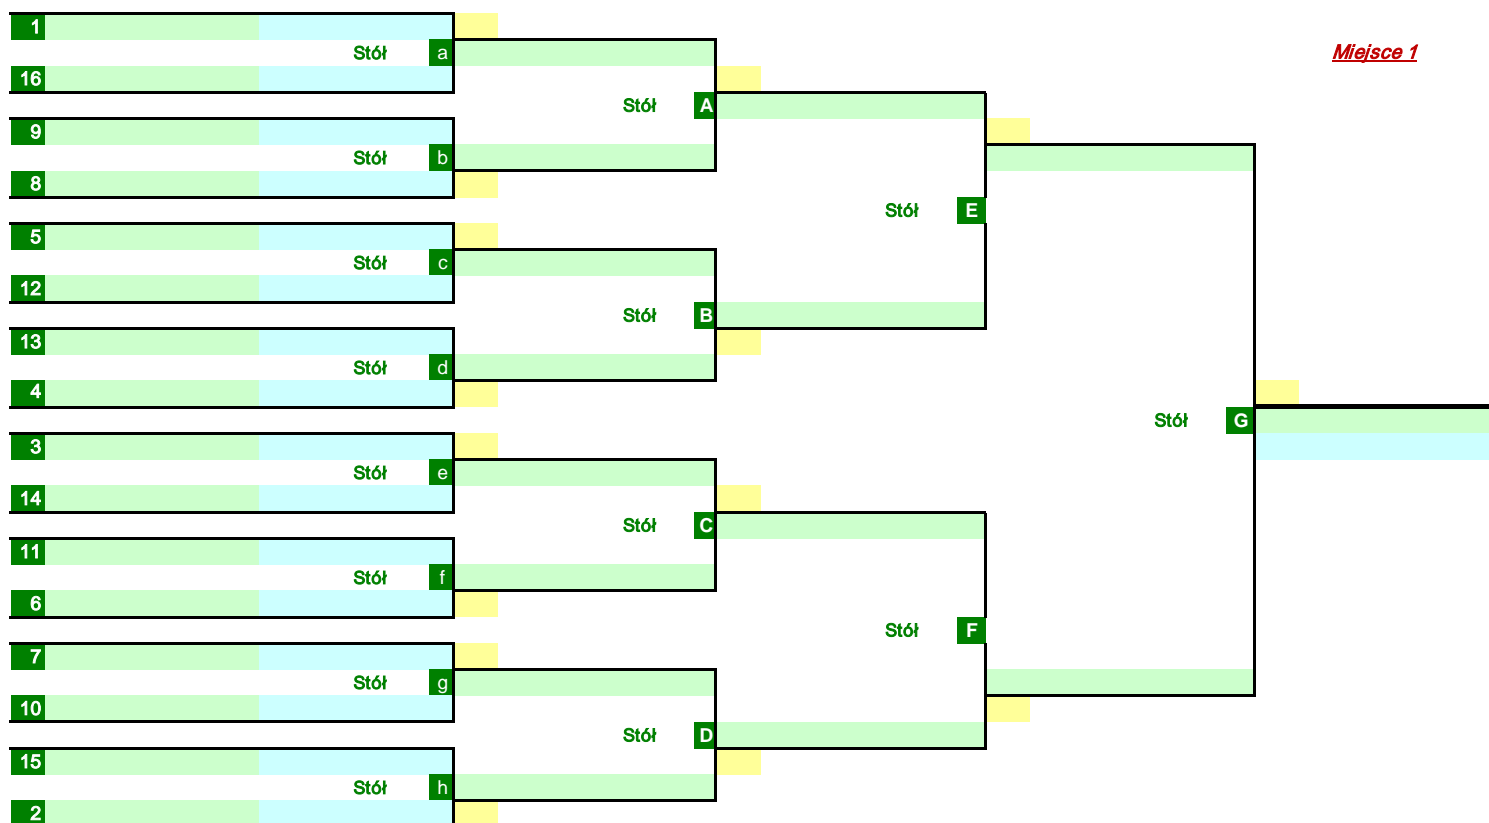 1
Stół a
Miejsce 1
16
Stół A
9
Stół b
8
Stół E
5
Stół c
12
Stół B
13
Stół d
4
Stół G
3
Stół e
14
Stół C
11
Stół f
6
Stół F
7
Stół g
10
Stół D
15
Stół h
2